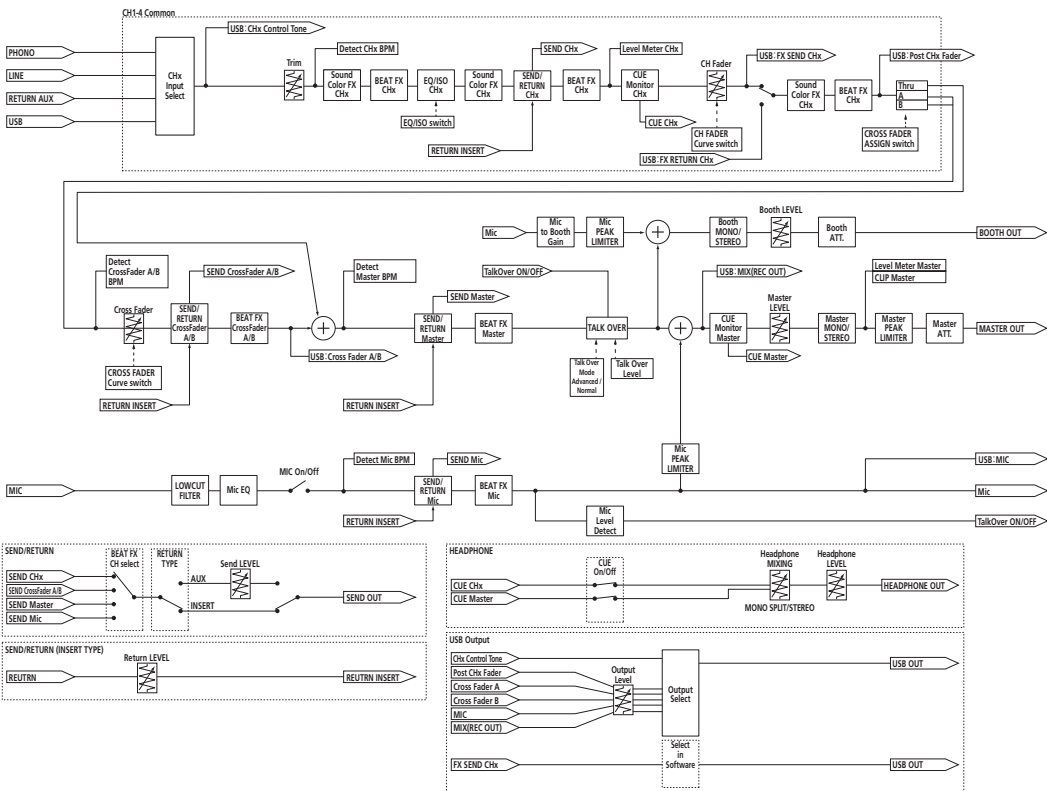 CH1-4 Common
USB: CHx Control Tone
PHONO
LINE
RETURN AUX
USB
CHx
Input
Select
Trim
Detect CHx BPM
Sound
Color FX
CHx
BEAT FX
CHx
EQ/ISO
CHx
EQ/ISO switch
Sound
Color FX
CHx
SEND CHx
SEND/
RETURN
CHx
RETURN INSERT
BEAT FX
CHx
Level Meter CHx
CUE
Monitor
CHx
CUE CHx
CH Fader
CH FADER
Curve switch
USB: FX SEND CHx
USB: FX RETURN CHx
Sound
Color FX
CHx
BEAT FX
CHx
USB: Post CHx Fader
Thru
A
B
CROSS FADER
ASSIGN switch
Mic
Mic
to Booth
Gain
Mic
PEAK
LIMITER
Booth
MONO/
STEREO
Booth LEVEL
Booth
ATT.
BOOTH OUT
Detect
CrossFader A/B
BPM
Cross Fader
CROSS FADER
Curve switch
SEND CrossFader A/B
SEND/
RETURN
CrossFader
A/B
RETURN INSERT
BEAT FX
CrossFader
A/B
USB: Cross Fader A/B
Detect
Master BPM
SEND Master
SEND/
RETURN
Master
RETURN INSERT
BEAT FX
Master
TalkOver ON/OFF
TALK OVER
Talk Over
Mode
Advanced /
Normal
Talk Over
Level
USB: MIX(REC OUT)
CUE
Monitor
Master
CUE Master
Master
LEVEL
Master
MONO/
STEREO
Level Meter Master
CLIP Master
Master
PEAK
LIMITER
Master
ATT.
MASTER OUT
Mic
PEAK
LIMITER
MIC
LOWCUT
FILTER
Mic EQ
MIC On/Off
Detect Mic BPM
SEND Mic
SEND/
RETURN
Mic
RETURN INSERT
BEAT FX
Mic
Mic
Level
Detect
USB: MIC
Mic
TalkOver ON/OFF
SEND/RETURN
SEND CHx
SEND CrossFader A/B
SEND Master
SEND Mic
BEAT FX
CH select
RETURN
TYPE
AUX
INSERT
Send LEVEL
SEND OUT
SEND/RETURN (INSERT TYPE)
REUTRN
Return LEVEL
REUTRN INSERT
HEADPHONE
CUE CHx
CUE Master
CUE
On/Off
Headphone
MIXING
Headphone
LEVEL
MONO SPLIT/STEREO
HEADPHONE OUT
USB Output
CHx Control Tone
Post CHx Fader
Cross Fader A
Cross Fader B
MIC
MIX(REC OUT)
Output
Level
Output
Select
USB OUT
FX SEND CHx
Select
in
Software
USB OUT